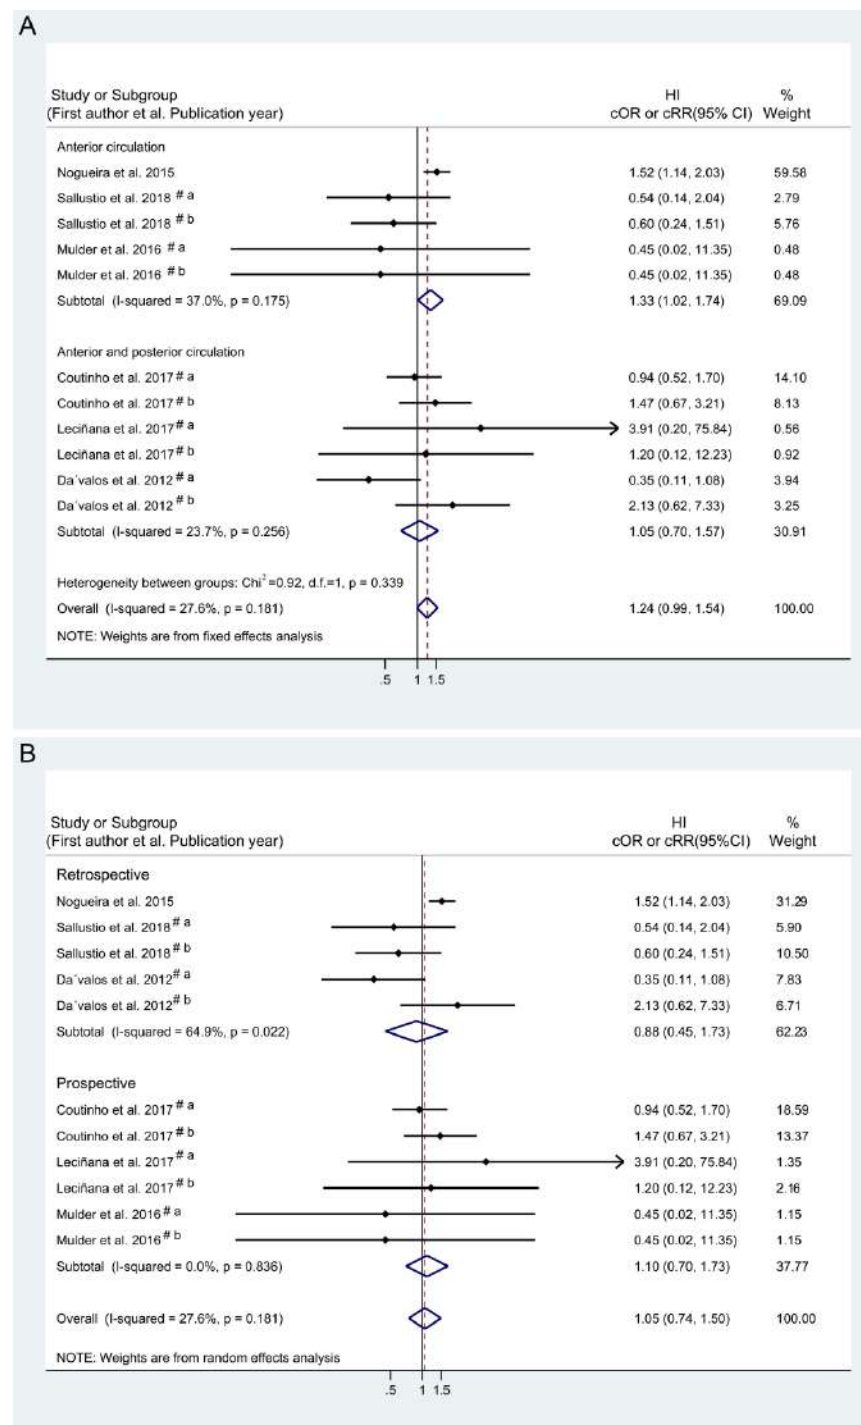 A
Study or Subgroup HI %
(First author et al. Publication year) cOR or cRR(95% CI) Weight
Anterior circulation
Nogueira et al. 2015 1.52 (1.14, 2.03) 59.58
Sallustio et al. 2018 # a 0.54 (0.14, 2.04) 2.79
Sallustio et al. 2018 # b 0.60 (0.24, 1.51) 5.76
Mulder et al. 2016 # a 0.45 (0.02, 11.35) 0.48
Mulder et al. 2016 # b 0.45 (0.02, 11.35) 0.48
Subtotal (I-squared = 37.0%, p = 0.175) 1.33 (1.02, 1.74) 69.09
Anterior and posterior circulation
Coutinho et al. 2017 # a 0.94 (0.52, 1.70) 14.10
Coutinho et al. 2017 # b 1.47 (0.67, 3.21) 8.13
Leciñana et al. 2017 # a 3.91 (0.20, 75.84) 0.56
Leciñana et al. 2017 # b 1.20 (0.12, 12.23) 0.92
Da´valos et al. 2012 # a 0.35 (0.11, 1.08) 3.94
Da´valos et al. 2012 # b 2.13 (0.62, 7.33) 3.25
Subtotal (I-squared = 23.7%, p = 0.256) 1.05 (0.70, 1.57) 30.91
Heterogeneity between groups: Chi²=0.92, d.f.=1, p = 0.339
Overall (I-squared = 27.6%, p = 0.181) 1.24 (0.99, 1.54) 100.00
NOTE: Weights are from fixed effects analysis
.5 1 1.5
B
Study or Subgroup HI %
(First author et al. Publication year) cOR or cRR(95%CI) Weight
Retrospective
Nogueira et al. 2015 1.52 (1.14, 2.03) 31.29
Sallustio et al. 2018 # a 0.54 (0.14, 2.04) 5.90
Sallustio et al. 2018 # b 0.60 (0.24, 1.51) 10.50
Da´valos et al. 2012 # a 0.35 (0.11, 1.08) 7.83
Da´valos et al. 2012 # b 2.13 (0.62, 7.33) 6.71
Subtotal (I-squared = 64.9%, p = 0.022) 0.88 (0.45, 1.73) 62.23
Prospective
Coutinho et al. 2017 # a 0.94 (0.52, 1.70) 18.59
Coutinho et al. 2017 # b 1.47 (0.67, 3.21) 13.37
Leciñana et al. 2017 # a 3.91 (0.20, 75.84) 1.35
Leciñana et al. 2017 # b 1.20 (0.12, 12.23) 2.16
Mulder et al. 2016 # a 0.45 (0.02, 11.35) 1.15
Mulder et al. 2016 # b 0.45 (0.02, 11.35) 1.15
Subtotal (I-squared = 0.0%, p = 0.836) 1.10 (0.70, 1.73) 37.77
Overall (I-squared = 27.6%, p = 0.181) 1.05 (0.74, 1.50) 100.00
NOTE: Weights are from random effects analysis
.5 1 1.5